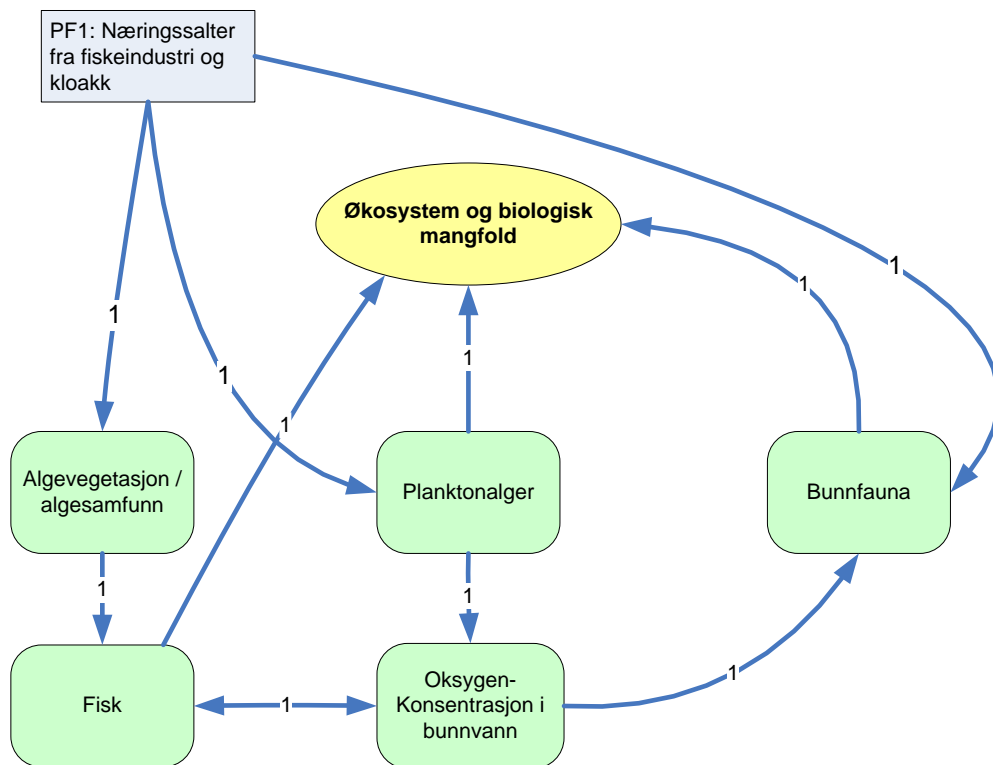 PF1: Næringssalter
fra fiskeindustri og
kloakk
Økosystem og biologisk
mangfold
1
1
1
1
1
1
Algevegetasjon /
algesamfunn
Planktonalger
Bunnfauna
1
1
1
Fisk
1
Oksygen-
Konsentrasjon i
bunnvann